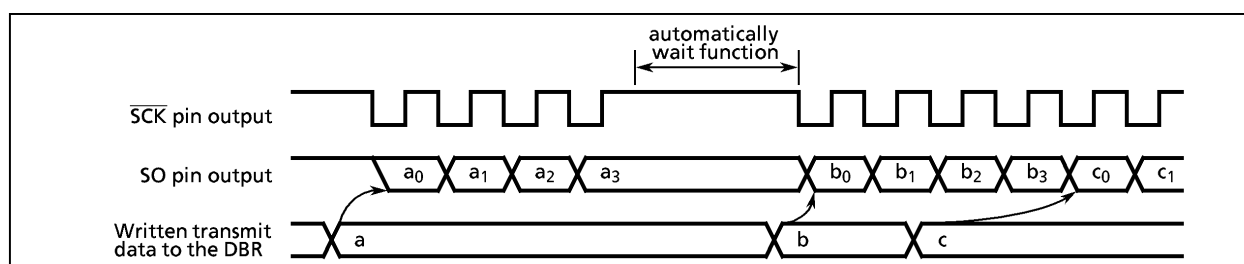 automatically
wait function
SCK pin output
SO pin output
a0 a1 a2 a3 b0 b1 b2 b3 c0 c1
Written transmit
data to the DBR
a b c